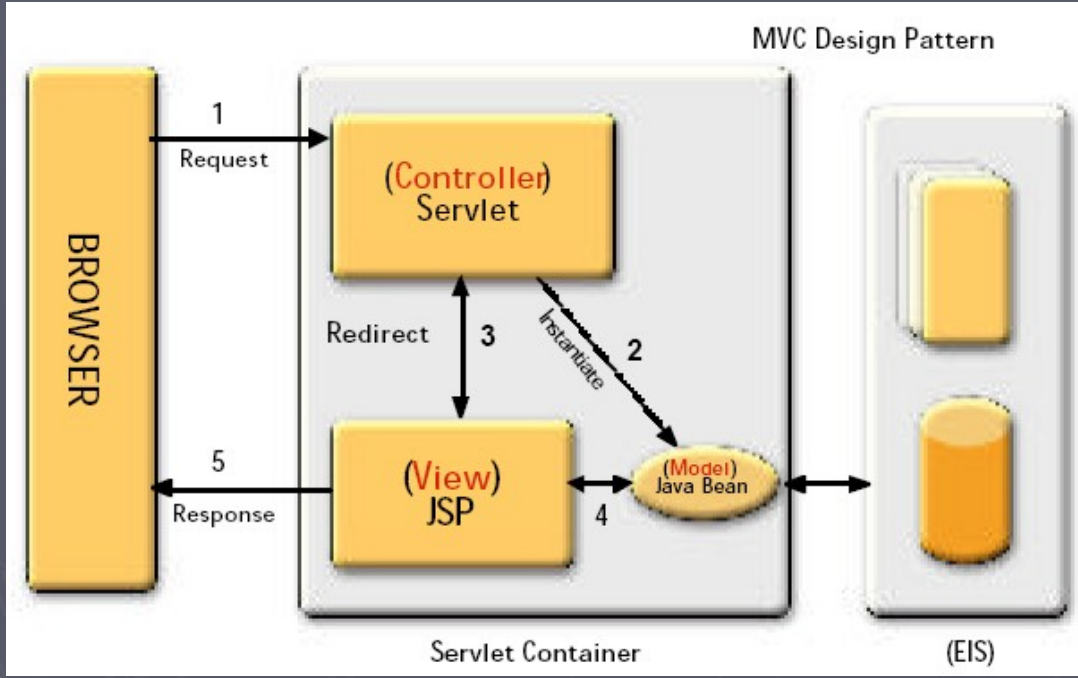 MVC Design Pattern
BROWSER
1
Request
(Controller)
Servlet
Redirect
3
Instantiate
2
5
Response
(View)
JSP
4
(Model)
Java Bean
Servlet Container
(EIS)